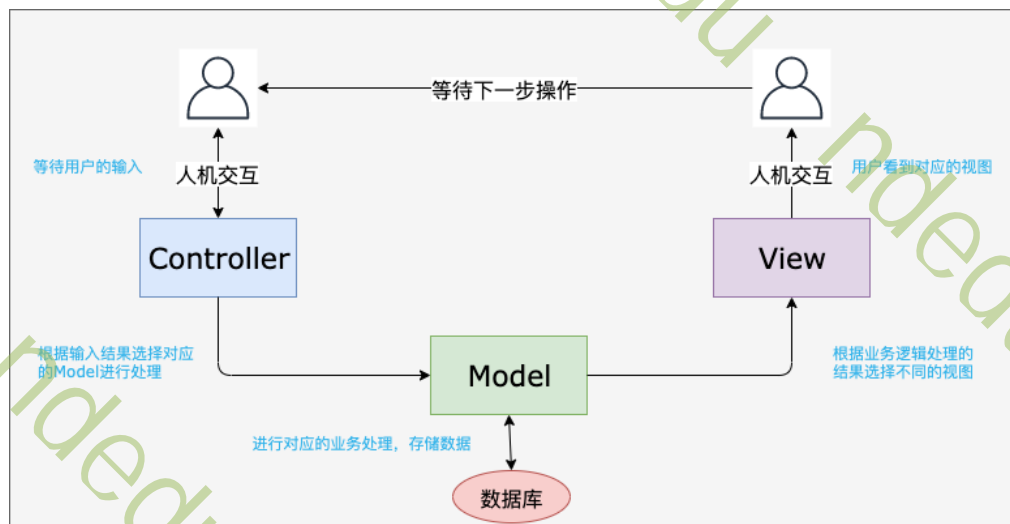 等待下一步操作
等待用户的输入
人机交互
人机交互
用户看到对应的视图
Controller
View
根据输入结果选择对应
的Model进行处理
Model
根据业务逻辑处理的
结果选择不同的视图
进行对应的业务处理，存储数据
数据库
du
ndedu
ndedu